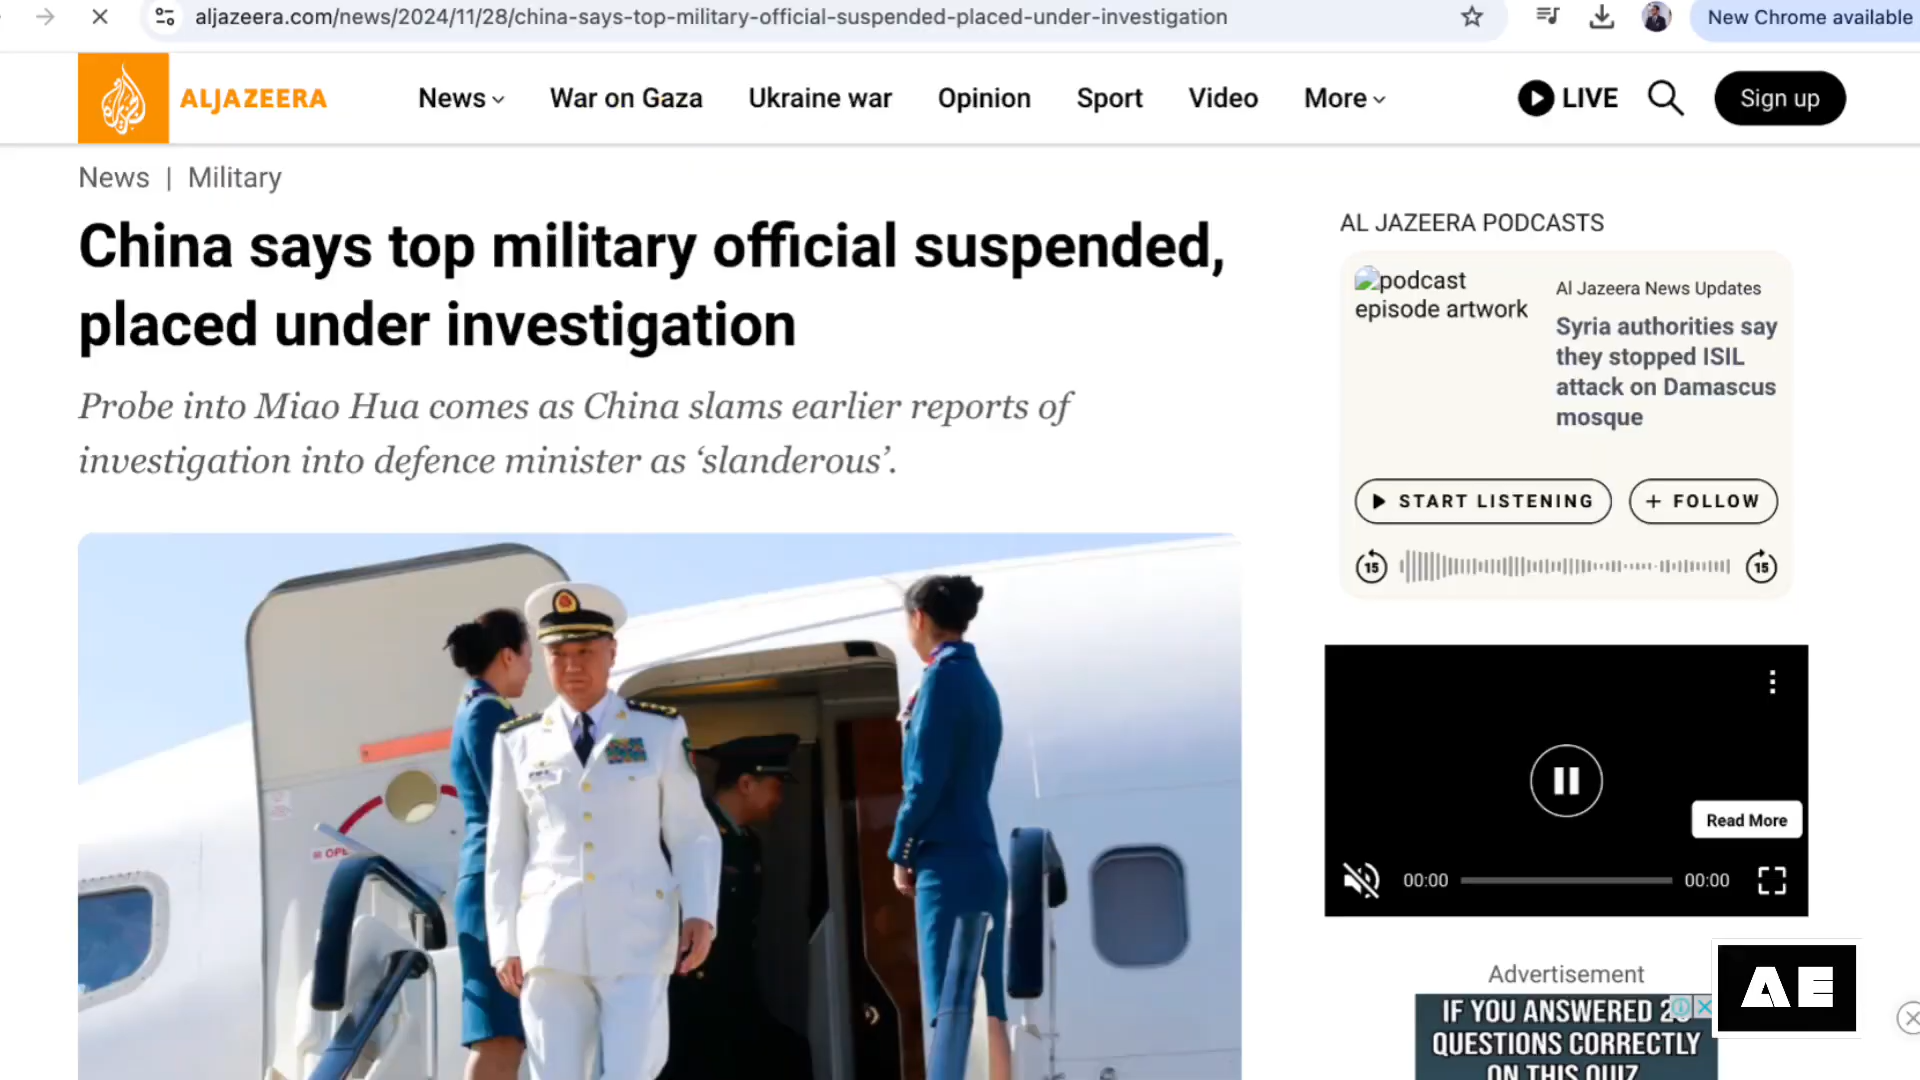 aljazeera.com/news/2024/11/28/china-says-top-military-official-suspended-placed-under-investigation
New Chrome available
ALJAZEERA
News
War on Gaza
Ukraine war
Opinion
Sport
Video
More
LIVE
Sign up
News | Military
China says top military official suspended,
placed under investigation
Probe into Miao Hua comes as China slams earlier reports of
investigation into defence minister as ‘slanderous’.
AL JAZEERA PODCASTS
podcast
episode artwork
Al Jazeera News Updates
Syria authorities say
they stopped ISIL
attack on Damascus
mosque
START LISTENING
+ FOLLOW
15
15
Read More
00:00
00:00
Advertisement
IF YOU ANSWERED
QUESTIONS CORRECTLY
ON THIS QUIZ
AE